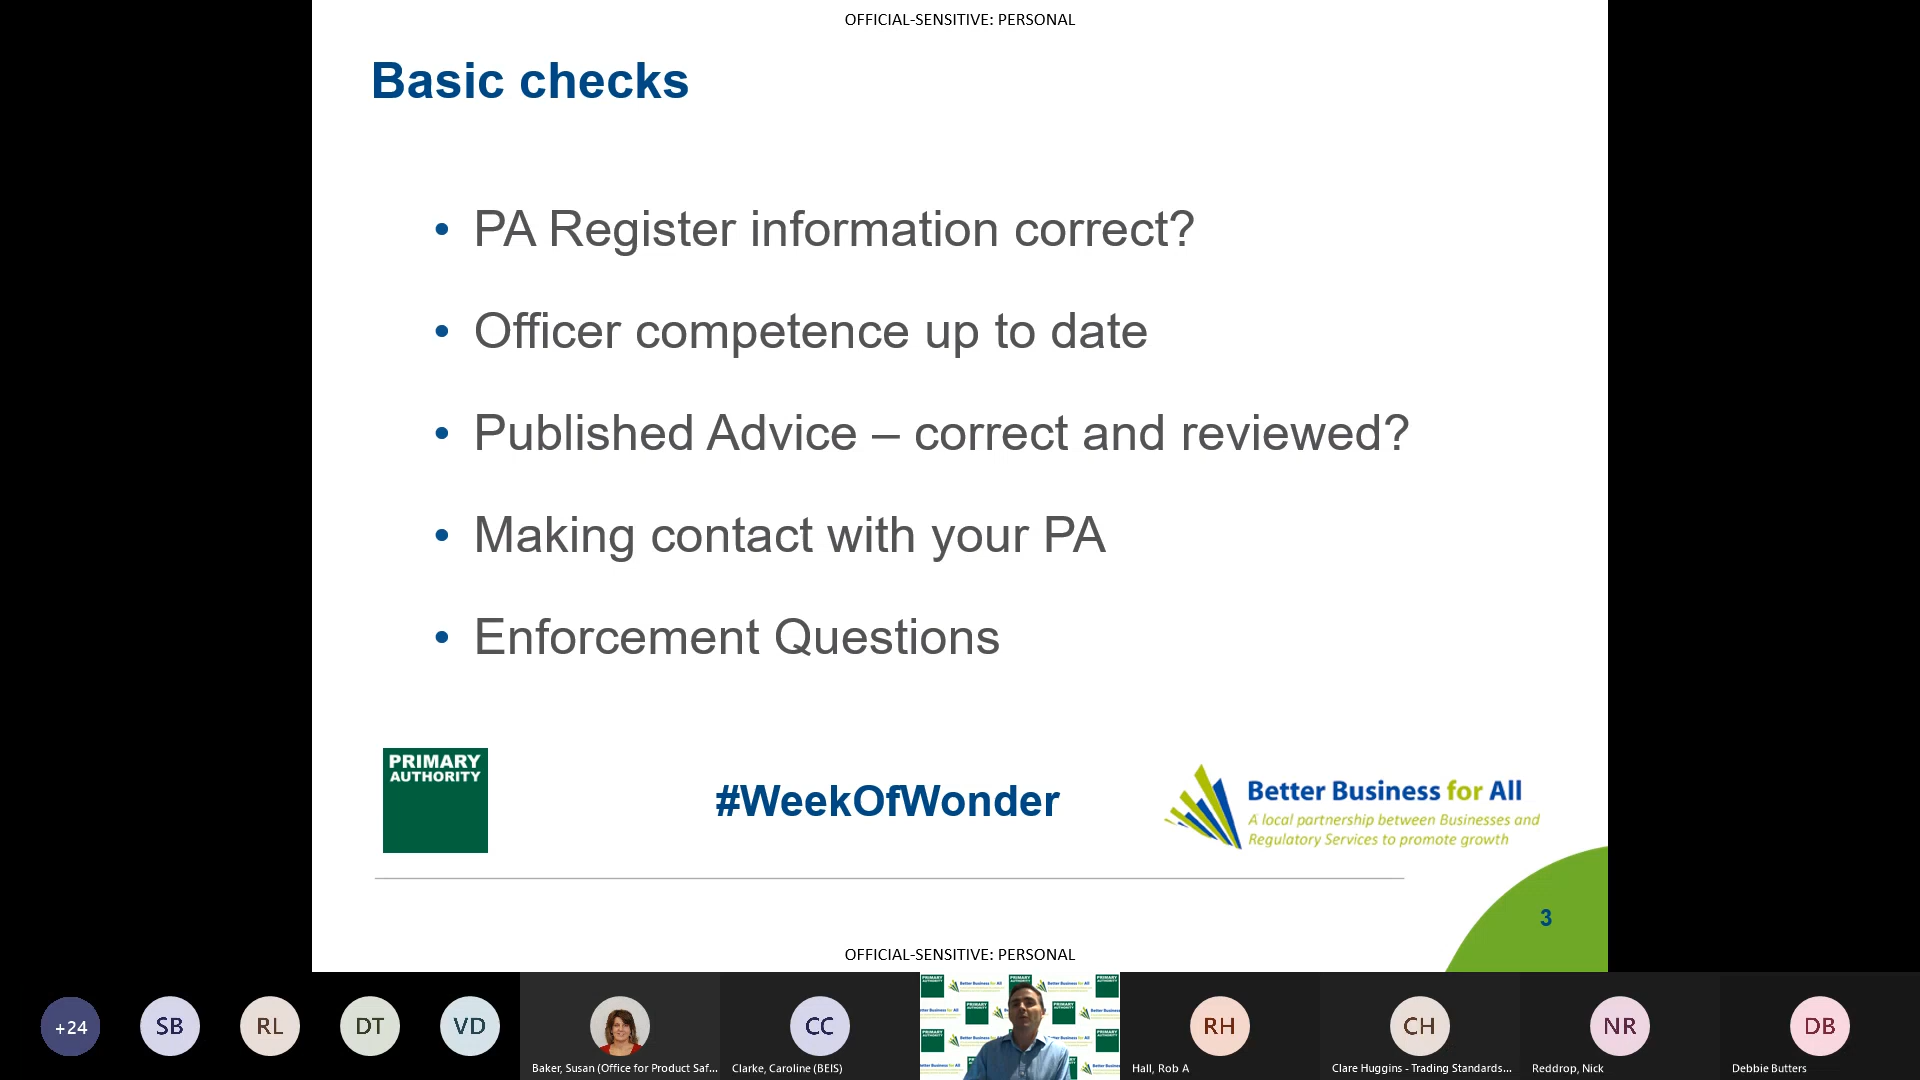 OFFICIAL-SENSITIVE: PERSONAL
Basic checks
• PA Register information correct?
• Officer competence up to date
• Published Advice – correct and reviewed?
• Making contact with your PA
• Enforcement Questions
PRIMARY
AUTHORITY
#WeekOfWonder
Better Business for All
A local partnership between Businesses and
Regulatory Services to promote growth
3
OFFICIAL-SENSITIVE: PERSONAL
+24
SB
RL
DT
VD
Baker, Susan (Office for Product Saf...
CC
Clarke, Caroline (BEIS)
RH
Hall, Rob A
CH
Clare Huggins - Trading Standards...
NR
Reddrop, Nick
DB
Debbie Butters